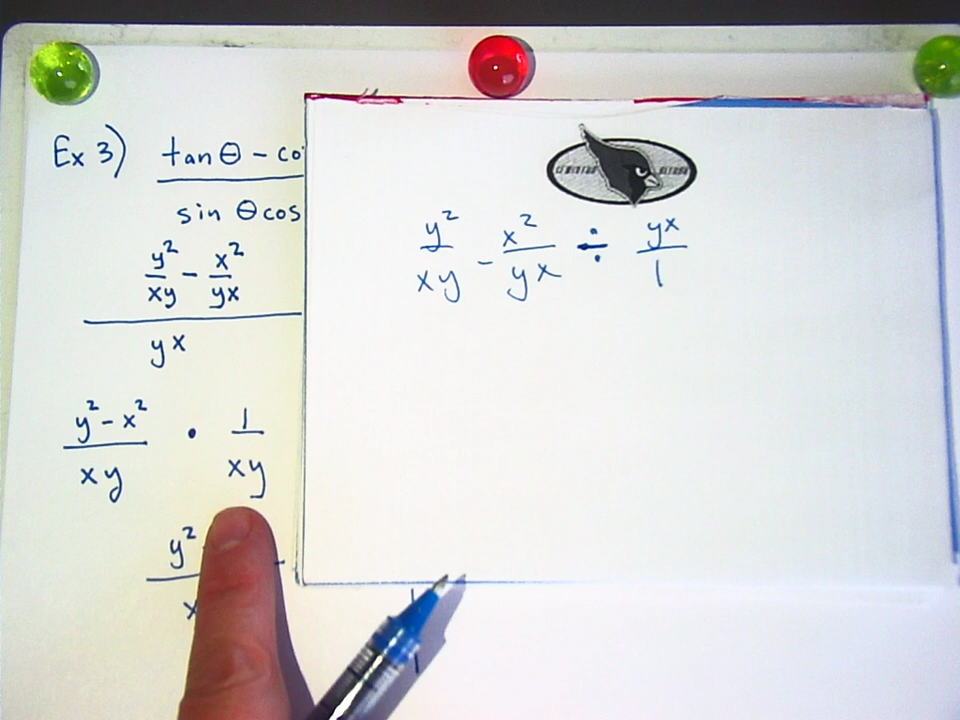 Ex 3) tan θ - co
sin θ cos
y²/xy - x²/yx
yx
y² - x²/xy · 1/xy
y²
x
y²/xy - x²/yx ÷ yx/1